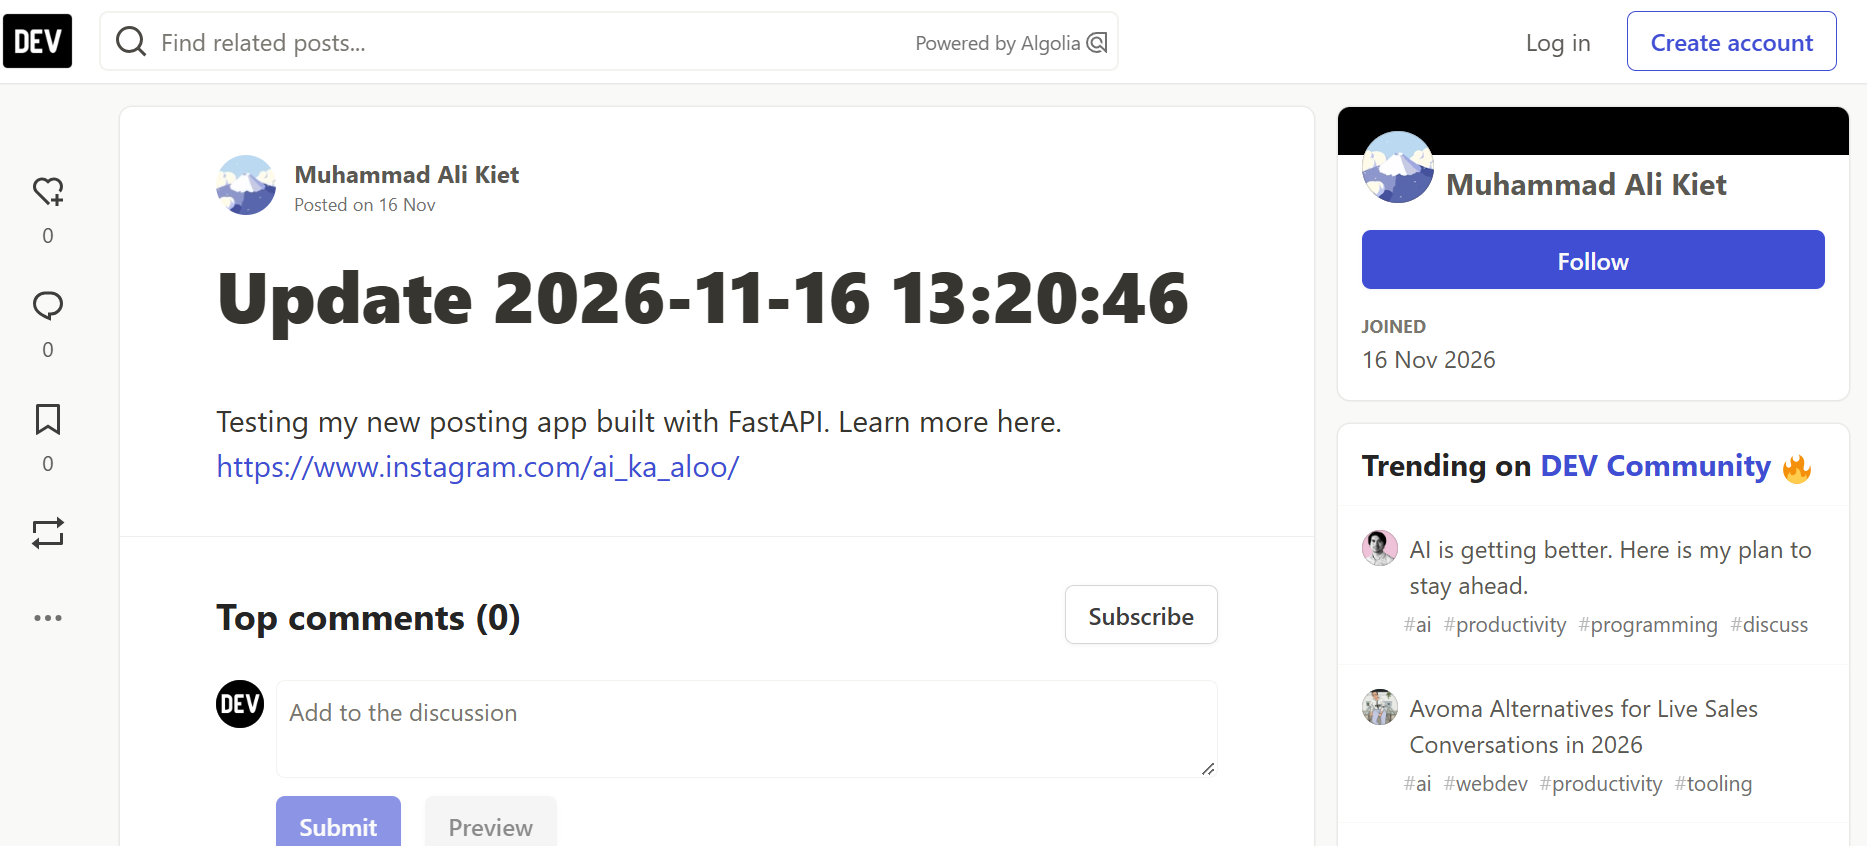 DEV
Find related posts...
Powered by Algolia
Log in
Create account
0
0
0
Muhammad Ali Kiet
Posted on 16 Nov
Update 2026-11-16 13:20:46
Testing my new posting app built with FastAPI. Learn more here.
https://www.instagram.com/ai_ka_aloo/
Top comments (0)
Subscribe
DEV
Add to the discussion
Submit
Preview
Muhammad Ali Kiet
Follow
JOINED
16 Nov 2026
Trending on DEV Community 🔥
AI is getting better. Here is my plan to
stay ahead.
#ai #productivity #programming #discuss
Avoma Alternatives for Live Sales
Conversations in 2026
#ai #webdev #productivity #tooling